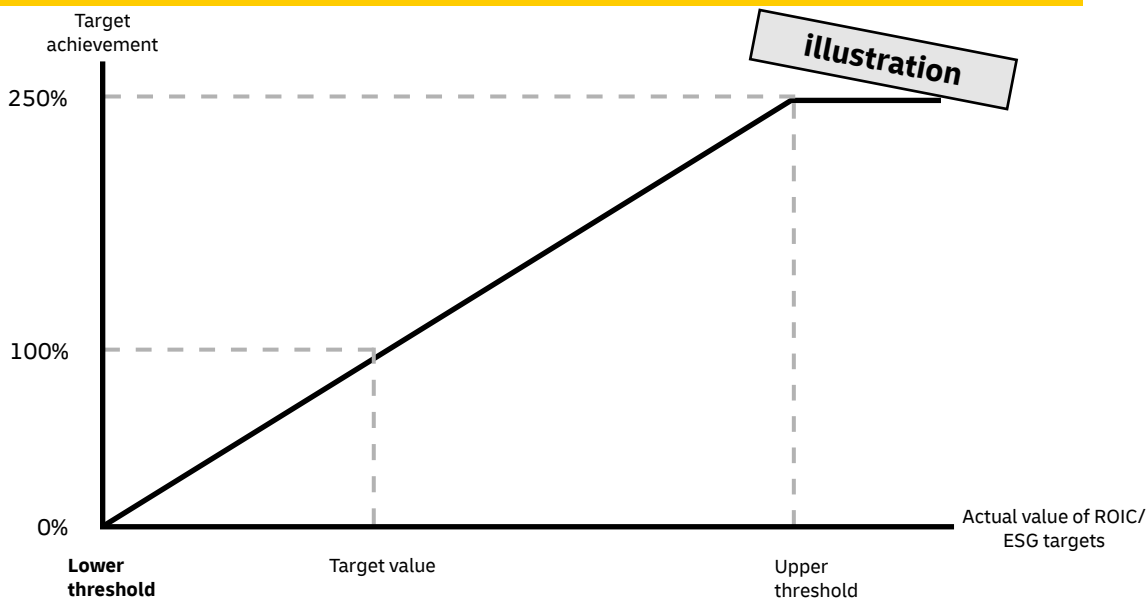 Target
achievement
illustration
250%
100%
0%
Actual value of ROIC/
ESG targets
Lower
threshold
Target value
Upper
threshold